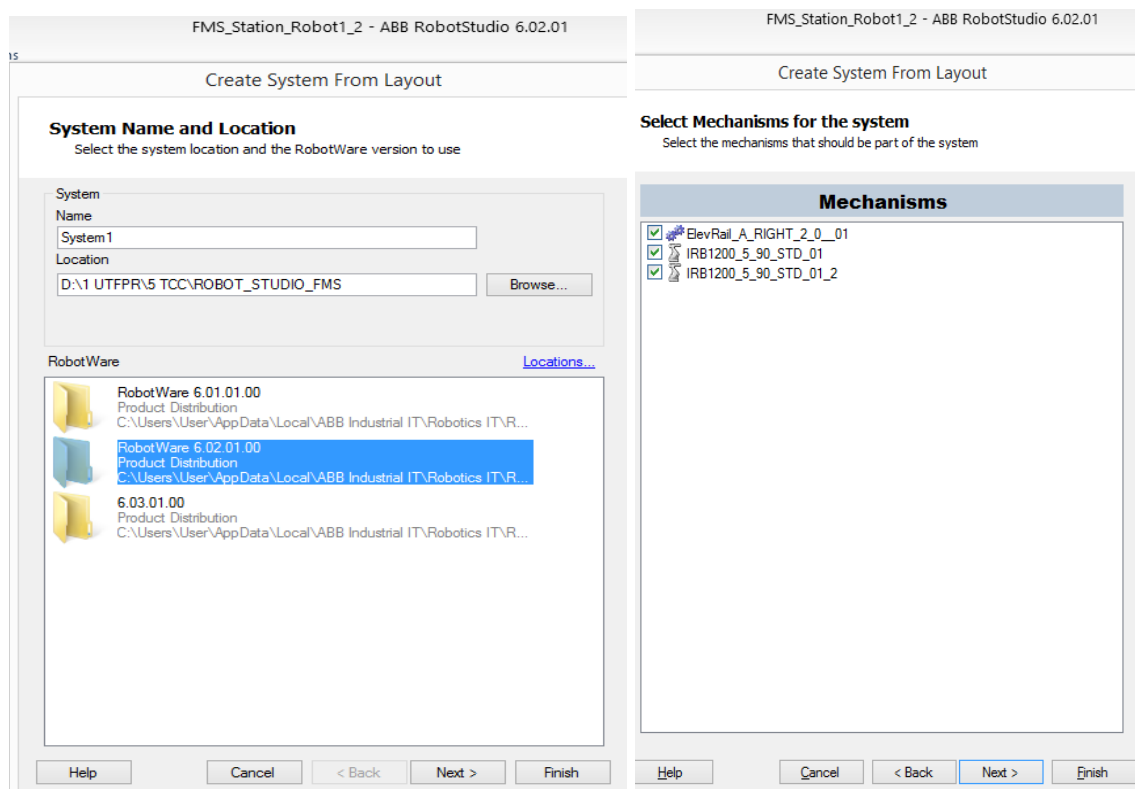 FMS_Station_Robot1_2 - ABB RobotStudio 6.02.01
ns
Create System From Layout
System Name and Location
Select the system location and the RobotWare version to use
System
Name
System1
Location
D:\1 UTFPR\5 TCC\ROBOT_STUDIO_FMS
Browse...
RobotWare
Locations...
RobotWare 6.01.01.00
Product Distribution
C:\Users\User\AppData\Local\ABB Industrial IT\Robotics IT\R...
RobotWare 6.02.01.00
Product Distribution
C:\Users\User\AppData\Local\ABB Industrial IT\Robotics IT\R...
6.03.01.00
Product Distribution
C:\Users\User\AppData\Local\ABB Industrial IT\Robotics IT\R...
Help
Cancel
< Back
Next >
Finish
FMS_Station_Robot1_2 - ABB RobotStudio 6.02.01
Create System From Layout
Select Mechanisms for the system
Select the mechanisms that should be part of the system
Mechanisms
ElevRail_A_RIGHT_2_0__01
IRB1200_5_90_STD_01
IRB1200_5_90_STD_01_2
Help
Cancel
< Back
Next >
Finish